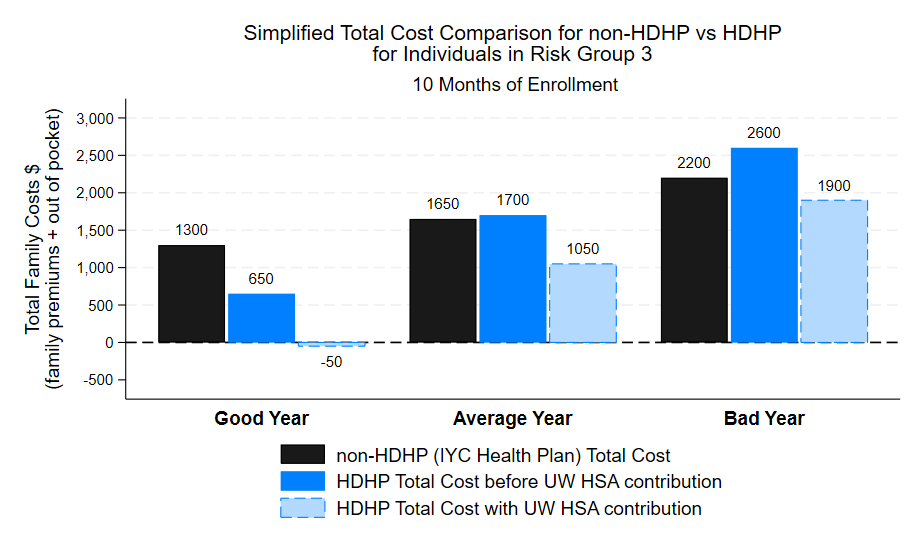 Simplified Total Cost Comparison for non-HDHP vs HDHP
for Individuals in Risk Group 3
10 Months of Enrollment
Total Family Costs $
(family premiums + out of pocket)
3,000
2,500
2,000
1,500
1,000
500
0
-500
1300
650
-50
1650
1700
1050
2200
2600
1900
Good Year
Average Year
Bad Year
non-HDHP (IYC Health Plan) Total Cost
HDHP Total Cost before UW HSA contribution
HDHP Total Cost with UW HSA contribution